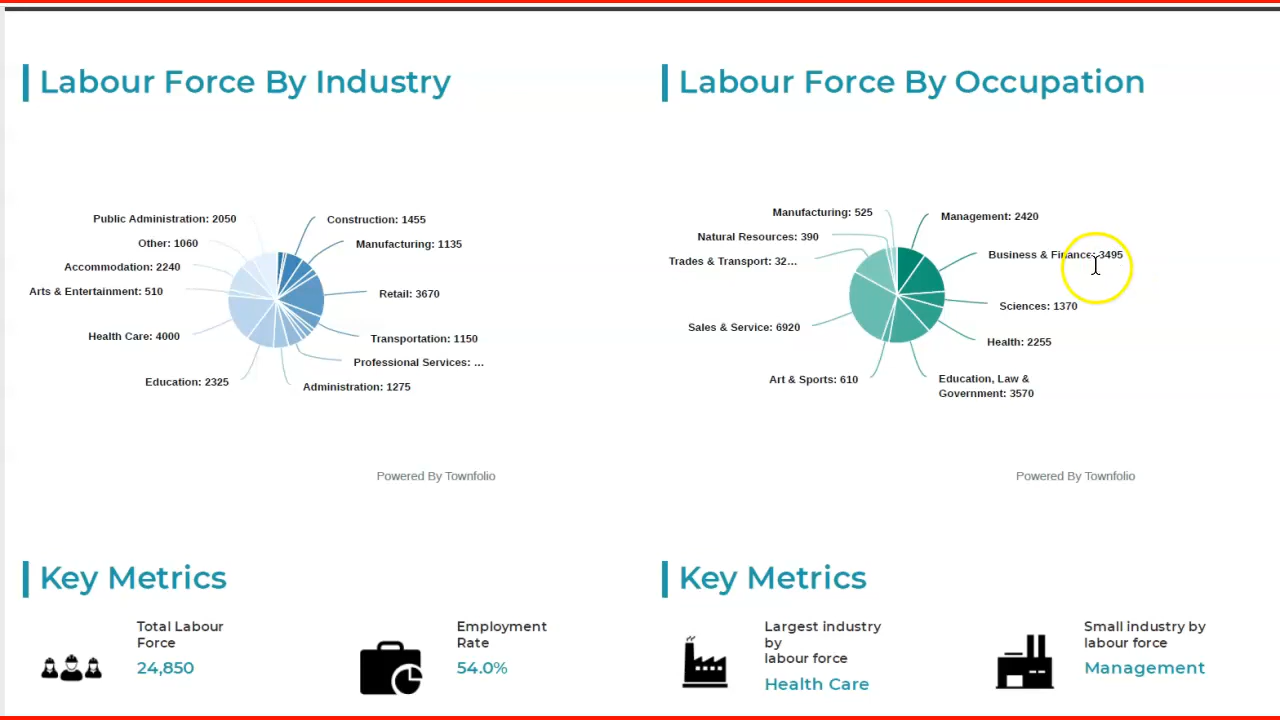 Labour Force By Industry
Public Administration: 2050
Other: 1060
Accommodation: 2240
Arts & Entertainment: 510
Health Care: 4000
Education: 2325
Construction: 1455
Manufacturing: 1135
Retail: 3670
Transportation: 1150
Professional Services: ...
Administration: 1275
Powered By Townfolio
Labour Force By Occupation
Manufacturing: 525
Natural Resources: 390
Trades & Transport: 32...
Sales & Service: 6920
Art & Sports: 610
Management: 2420
Business & Finance: 3495
Sciences: 1370
Health: 2255
Education, Law &
Government: 3570
Powered By Townfolio
Key Metrics
Total Labour
Force
24,850
Employment
Rate
54.0%
Key Metrics
Largest industry
by
labour force
Health Care
Small industry by
labour force
Management